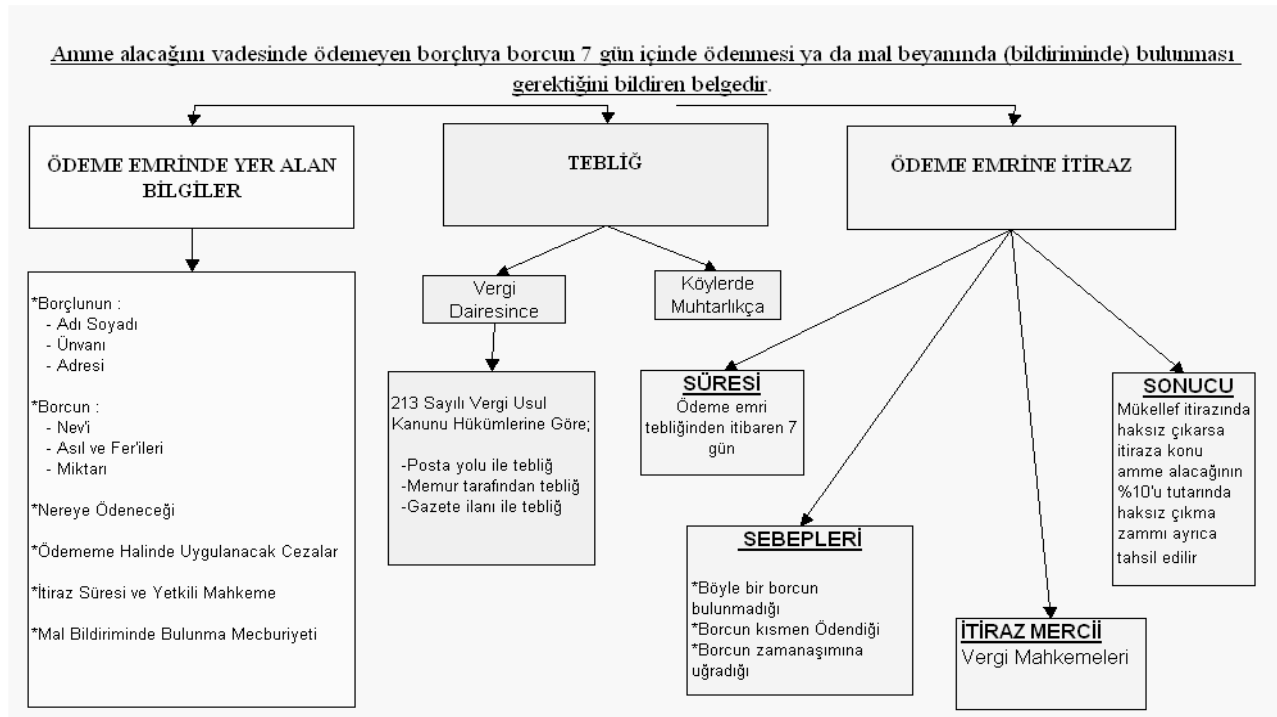 Amme alacağını vadesinde ödemeyen borçluya borcun 7 gün içinde ödenmesi ya da mal beyanında (bildiriminde) bulunması
gerektiğini bildiren belgedir.
ÖDEME EMRİNDE YER ALAN
BİLGİLER
*Borçlunun :
- Adı Soyadı
- Ünvanı
- Adresi
*Borcun :
- Nev'i
- Asıl ve Fer'ileri
- Miktarı
*Nereye Ödeneceği
*Ödememe Halinde Uygulanacak Cezalar
*İtiraz Süresi ve Yetkili Mahkeme
*Mal Bildiriminde Bulunma Mecburiyeti
TEBLİĞ
Vergi
Dairesince
Köylerde
Muhtarlıkça
213 Sayılı Vergi Usul
Kanunu Hükümlerine Göre;
-Posta yolu ile tebliğ
-Memur tarafından tebliğ
-Gazete ilanı ile tebliğ
ÖDEME EMRİNE İTİRAZ
SÜRESİ
Ödeme emri
tebliğinden itibaren 7
gün
SEBEPLERİ
*Böyle bir borcun
bulunmadığı
*Borcun kısmen Ödendiği
*Borcun zamanaşımına
uğradığı
İTİRAZ MERCİİ
Vergi Mahkemeleri
SONUCU
Mükellef itirazında
haksız çıkarsa
itiraza konu
amme alacağının
%10'u tutarında
haksız çıkma
zammı ayrıca
tahsil edilir